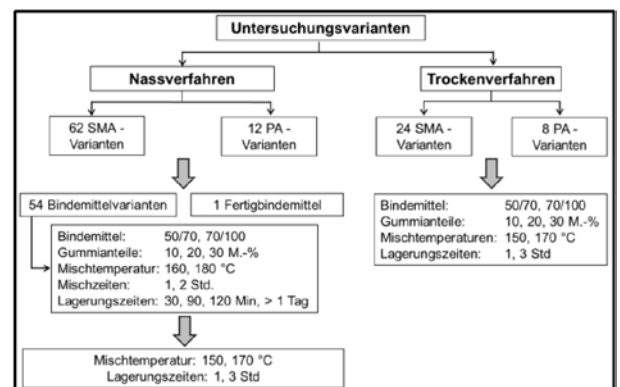 Untersuchungsvarianten
Nassverfahren
Trockenverfahren
62 SMA -
Varianten
12 PA -
Varianten
24 SMA -
Varianten
8 PA -
Varianten
54 Bindemittelvarianten
1 Fertigbindemittel
Bindemittel: 50/70, 70/100
Gummianteile: 10, 20, 30 M.-%
Mischtemperatur: 160, 180 °C
Mischzeiten: 1, 2 Std.
Lagerungszeiten: 30, 90, 120 Min, > 1 Tag
Bindemittel: 50/70, 70/100
Gummianteile: 10, 20, 30 M.-%
Mischtemperaturen: 150, 170 °C
Lagerungszeiten: 1, 3 Std
Mischtemperatur: 150, 170 °C
Lagerungszeiten: 1, 3 Std